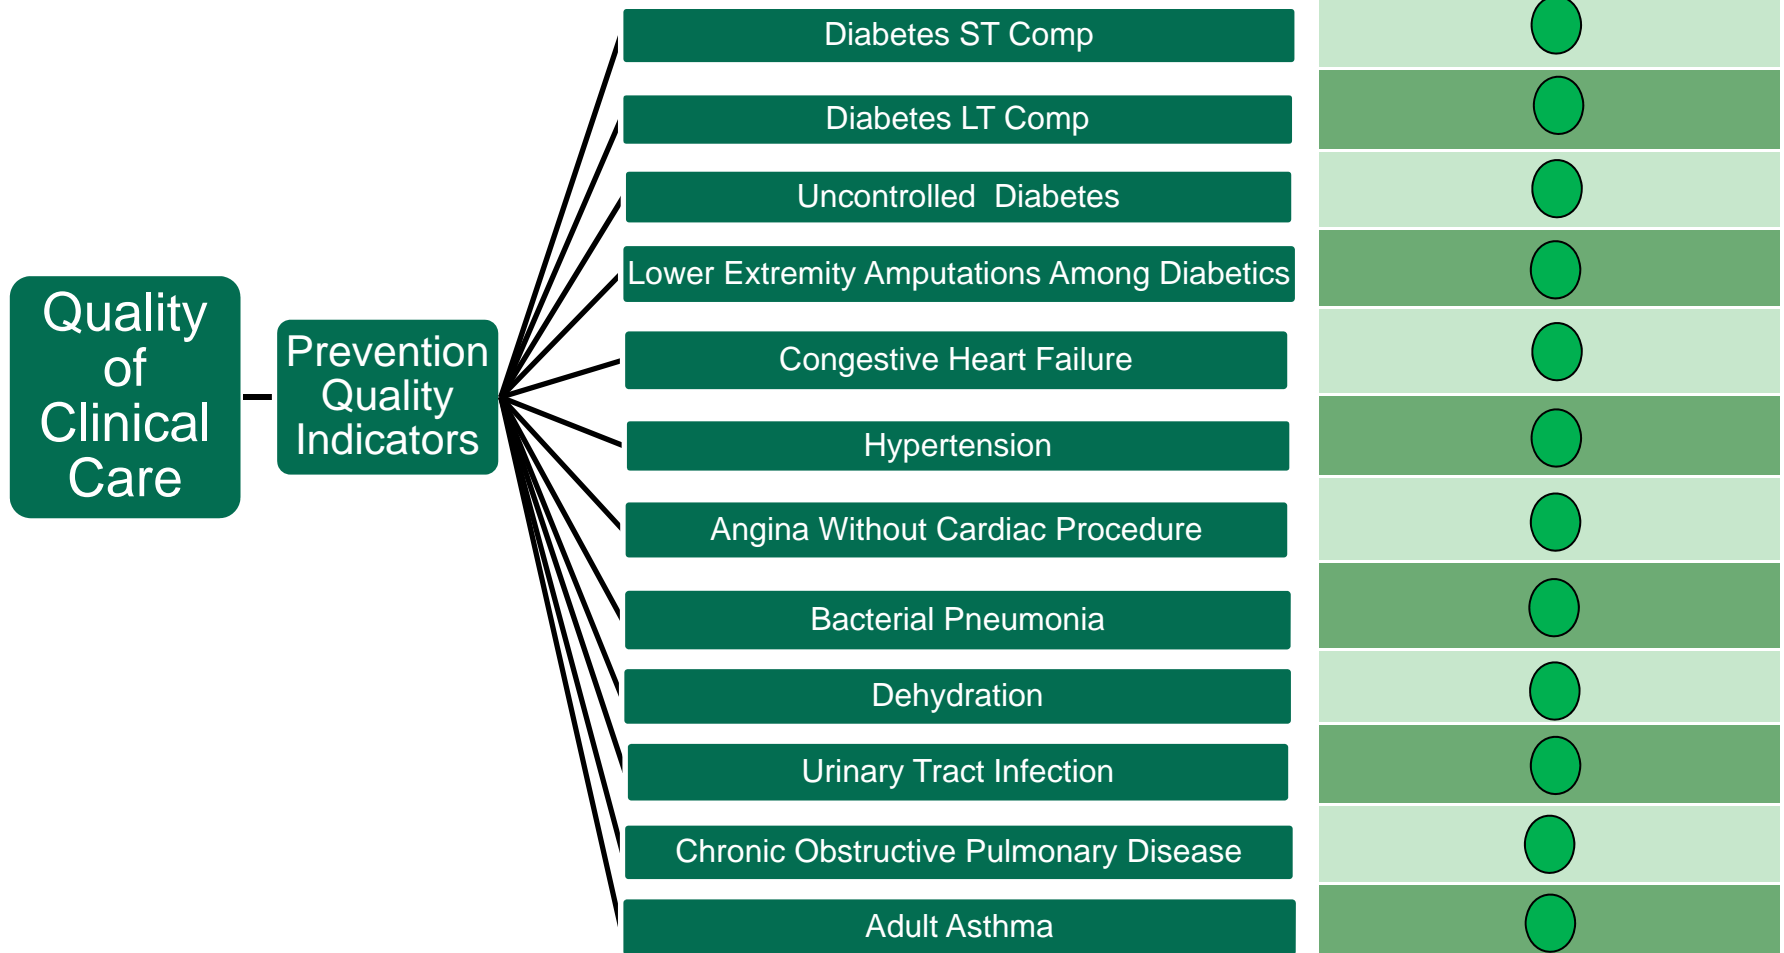 Quality
of
Clinical
Care
Prevention
Quality
Indicators
Diabetes ST Comp
Diabetes LT Comp
Uncontrolled  Diabetes
Lower Extremity Amputations Among Diabetics
Congestive Heart Failure
Hypertension
Angina Without Cardiac Procedure
Bacterial Pneumonia
Dehydration
Urinary Tract Infection
Chronic Obstructive Pulmonary Disease
Adult Asthma